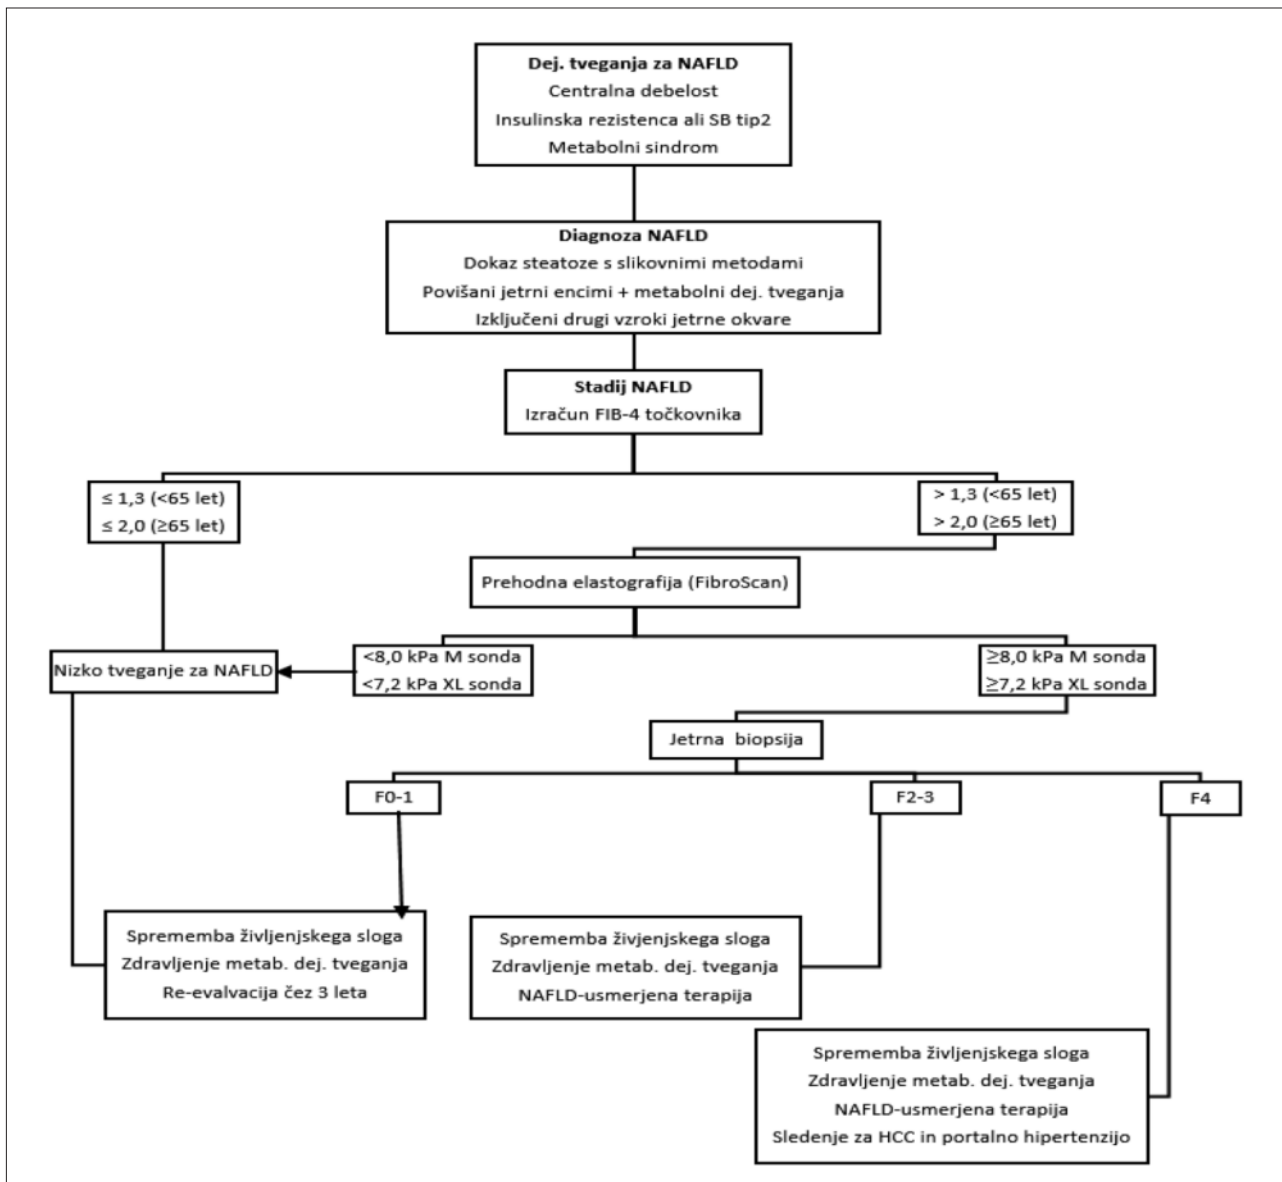 Dej. tveganja za NAFLD
Centralna debelost
Insulinska rezistenca ali SB tip2
Metabolni sindrom
Diagnoza NAFLD
Dokaz steatoze s slikovnimi metodami
Povišani jetrni encimi + metabolni dej. tveganja
Izključeni drugi vzroki jetrne okvare
Stadij NAFLD
Izračun FIB-4 točkovnika
≤ 1,3 (<65 let)
≤ 2,0 (≥65 let)
> 1,3 (<65 let)
> 2,0 (≥65 let)
Prehodna elastografija (FibroScan)
Nizko tveganje za NAFLD
<8,0 kPa M sonda
<7,2 kPa XL sonda
≥8,0 kPa M sonda
≥7,2 kPa XL sonda
Jetrna biopsija
F0-1
F2-3
F4
Sprememba življenjskega sloga
Zdravljenje metab. dej. tveganja
Re-evalvacija čez 3 leta
Sprememba živjenjskega sloga
Zdravljenje metab. dej. tveganja
NAFLD-usmerjena terapija
Sprememba življenjskega sloga
Zdravljenje metab. dej. tveganja
NAFLD-usmerjena terapija
Sledenje za HCC in portalno hipertenzijo